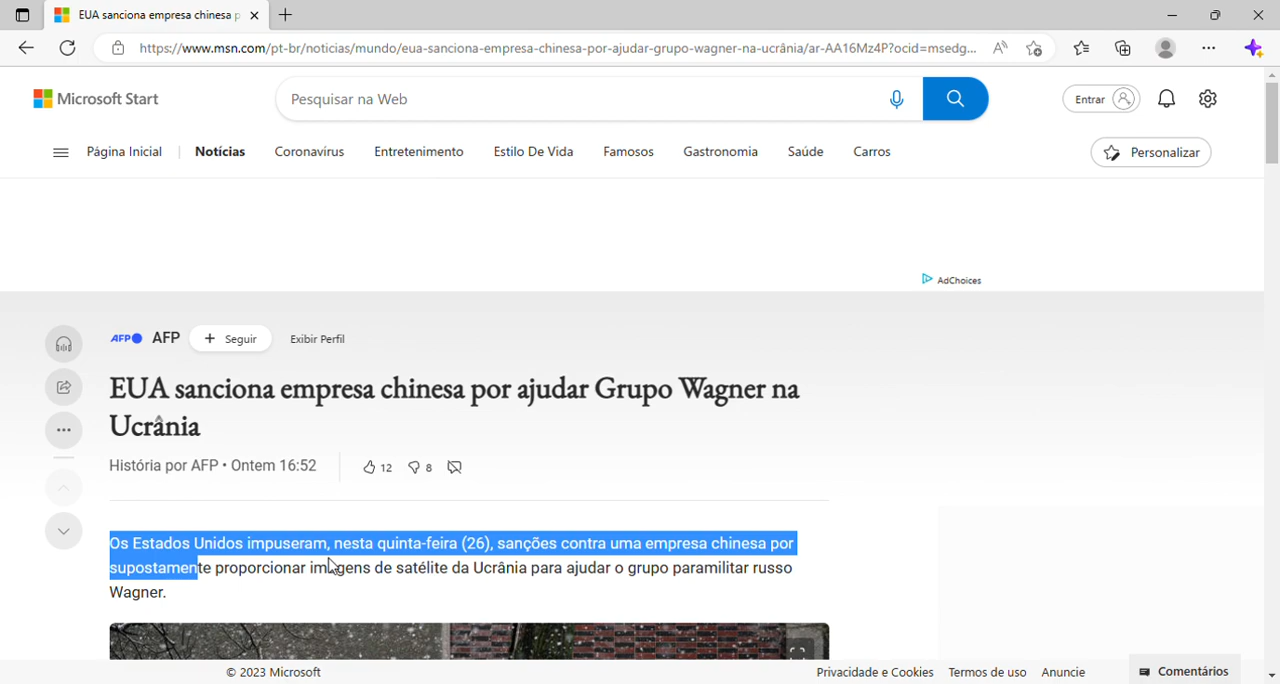 EUA sanciona empresa chinesa p
https://www.msn.com/pt-br/noticias/mundo/eua-sanciona-empresa-chinesa-por-ajudar-grupo-wagner-na-ucrânia/ar-AA16Mz4P?ocid=msedg...
Microsoft Start
Pesquisar na Web
Entrar
Página Inicial
Notícias
Coronavírus
Entretenimento
Estilo De Vida
Famosos
Gastronomia
Saúde
Carros
Personalizar
AdChoices
AFP AFP
Seguir
Exibir Perfil
EUA sanciona empresa chinesa por ajudar Grupo Wagner na
Ucrânia
História por AFP • Ontem 16:52
12
8
Os Estados Unidos impuseram, nesta quinta-feira (26), sanções contra uma empresa chinesa por
supostamente proporcionar imagens de satélite da Ucrânia para ajudar o grupo paramilitar russo
Wagner.
© 2023 Microsoft
Privacidade e Cookies
Termos de uso
Anuncie
Comentários